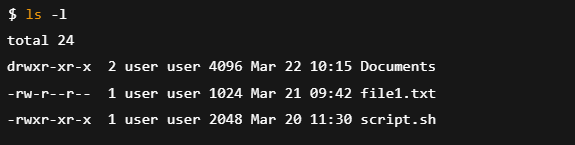 $ ls -l
total 24
drwxr-xr-x  2 user user 4096 Mar 22 10:15 Documents
-rw-r--r--  1 user user 1024 Mar 21 09:42 file1.txt
-rwxr-xr-x  1 user user 2048 Mar 20 11:30 script.sh